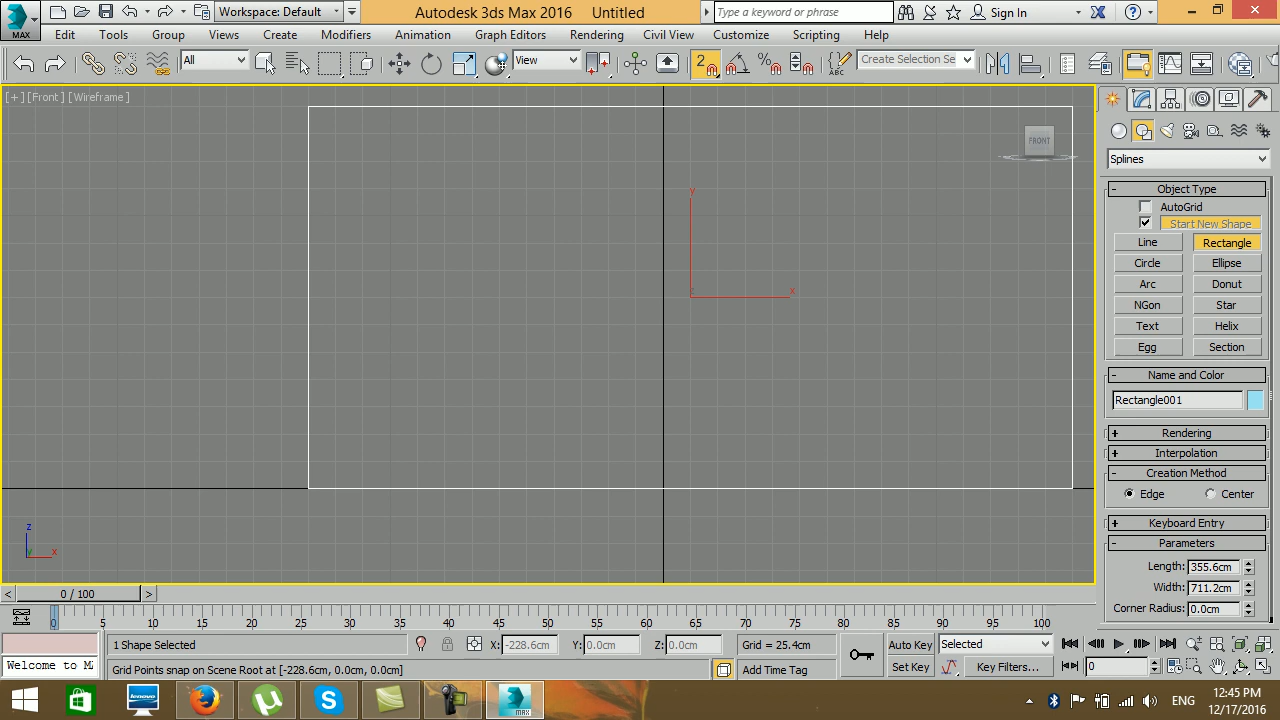 MAX
Workspace: Default
Autodesk 3ds Max 2016 Untitled
Type a keyword or phrase
Sign In
Edit Tools Group Views Create Modifiers Animation Graph Editors Rendering Civil View Customize Scripting Help
All
View
2
ABC
Create Selection Se
[+] [Front] [Wireframe]
FRONT
y
x
z
y
x
Splines
- Object Type
AutoGrid
Start New Shape
Line Rectangle
Circle Ellipse
Arc Donut
NGon Star
Text Helix
Egg Section
- Name and Color
Rectangle001
+ Rendering
+ Interpolation
- Creation Method
Edge Center
+ Keyboard Entry
- Parameters
Length: 355.6cm
Width: 711.2cm
Corner Radius: 0.0cm
< 0 / 100 >
0 5 10 15 20 25 30 35 40 45 50 55 60 65 70 75 80 85 90 95 100
1 Shape Selected
X: -228.6cm Y: 0.0cm Z: 0.0cm
Grid = 25.4cm
Auto Key Selected
Welcome to M
Grid Points snap on Scene Root at [-228.6cm, 0.0cm, 0.0cm]
Add Time Tag
Set Key Key Filters...
0
lenovo
MAX
ENG
12:45 PM
12/17/2016